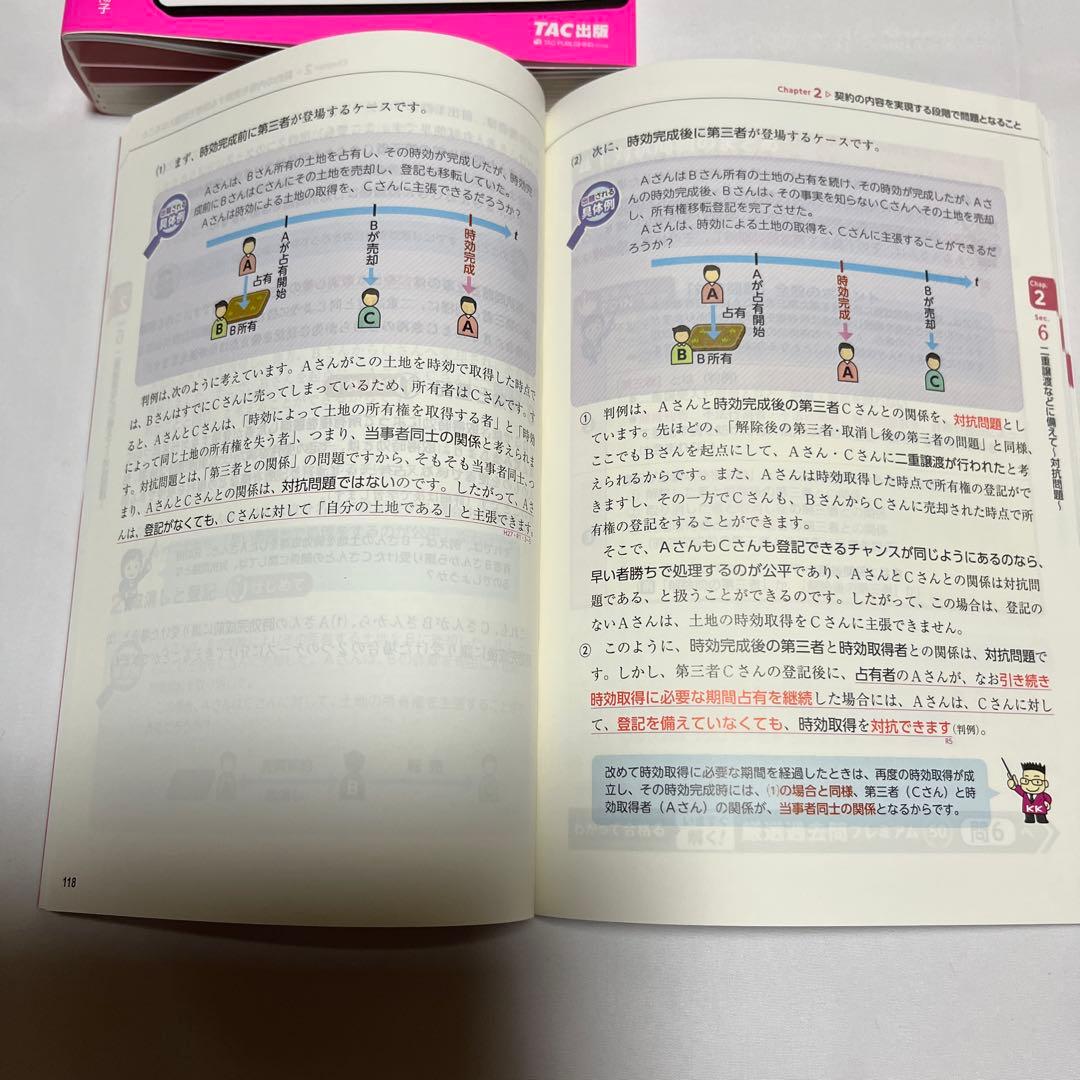 TAC出版
TAC PUBLISHING
(1) まず、時効完成前に第三者が登場するケースです。
出題される
具体例
Aさんは、Bさん所有の土地を占有し、その時効が完成したが、時効完
成前にBさんはCさんにその土地を売却し、登記も移転していた。
Aさんは時効による土地の取得を、Cさんに主張できるだろうか？
t
Aが占有開始
Bが売却
時効完成
A
占有
B
B所有
C
A
判例は、次のように考えています。Aさんがこの土地を時効で取得した時点で
は、Bさんはすでにこさんに売ってしまっているため、所有者はCさんです。す
ると、AさんとCさんは、「時効によって土地の所有権を取得する者」と「時効
によって同じ土地の所有権を失う者」、つまり、当事者同士の関係と考えられま
す。対抗問題とは、「第三者との関係」の問題ですから、そもそも当事者同士、つ
まり、AさんとCさんとの関係は、対抗問題ではないのです。したがって、Aさ
んは、登記がなくても、Cさんに対して「自分の土地である」と主張できます。
118
Chapter 2 ▷ 契約の内容を実現する段階で問題となること
(2) 次に、時効完成後に第三者が登場するケースです。
出題される
具体例
Aさんはbさん所有の土地の占有を続け、その時効が完成したが、Aさ
んの時効完成後、Bさんは、その事実を知らないCさんへその土地を売却
し、所有権移転登記を完了させた。
Aさんは、時効による土地の取得を、Cさんに主張することができるだ
ろうか？
t
Aが占有開始
時効完成
Bが売却
A
占有
B
B所有
A
C
① 判例は、Aさんと時効完成後の第三者Cさんとの関係を、対抗問題とし
ています。先ほどの、「解除後の第三者・取消し後の第三者の問題」と同様、
ここでもBさんを起点にして、Aさん・Cさんに二重譲渡が行われたと考
えられるからです。また、Aさんは時効取得した時点で所有権の登記がで
きますし、その一方でCさんも、BさんからCさんに売却された時点で所
有権の登記をすることができます。
そこで、AさんもCさんも登記できるチャンスが同じようにあるのなら、
早い者勝ちで処理するのが公平であり、AさんとCさんとの関係は対抗問
題である、と扱うことができるのです。したがって、この場合は、登記の
ないAさんは、土地の時効取得をCさんに主張できません。
② このように、時効完成後の第三者と時効取得者との関係は、対抗問題で
す。しかし、第三者Cさんの登記後に、占有者のAさんが、なお引き続き
時効取得に必要な期間占有を継続した場合には、Aさんは、Cさんに対し
て、登記を備えていなくても、時効取得を対抗できます(判例)。
R5
改めて時効取得に必要な期間を経過したときは、再度の時効取得が成
立し、その時効完成時には、(1)の場合と同様、第三者（Cさん）と時
効取得者（Aさん）の関係が、当事者同士の関係となるからです。
KK
Chap.
2
Sec.
6
二重譲渡などに備えて～対抗問題～